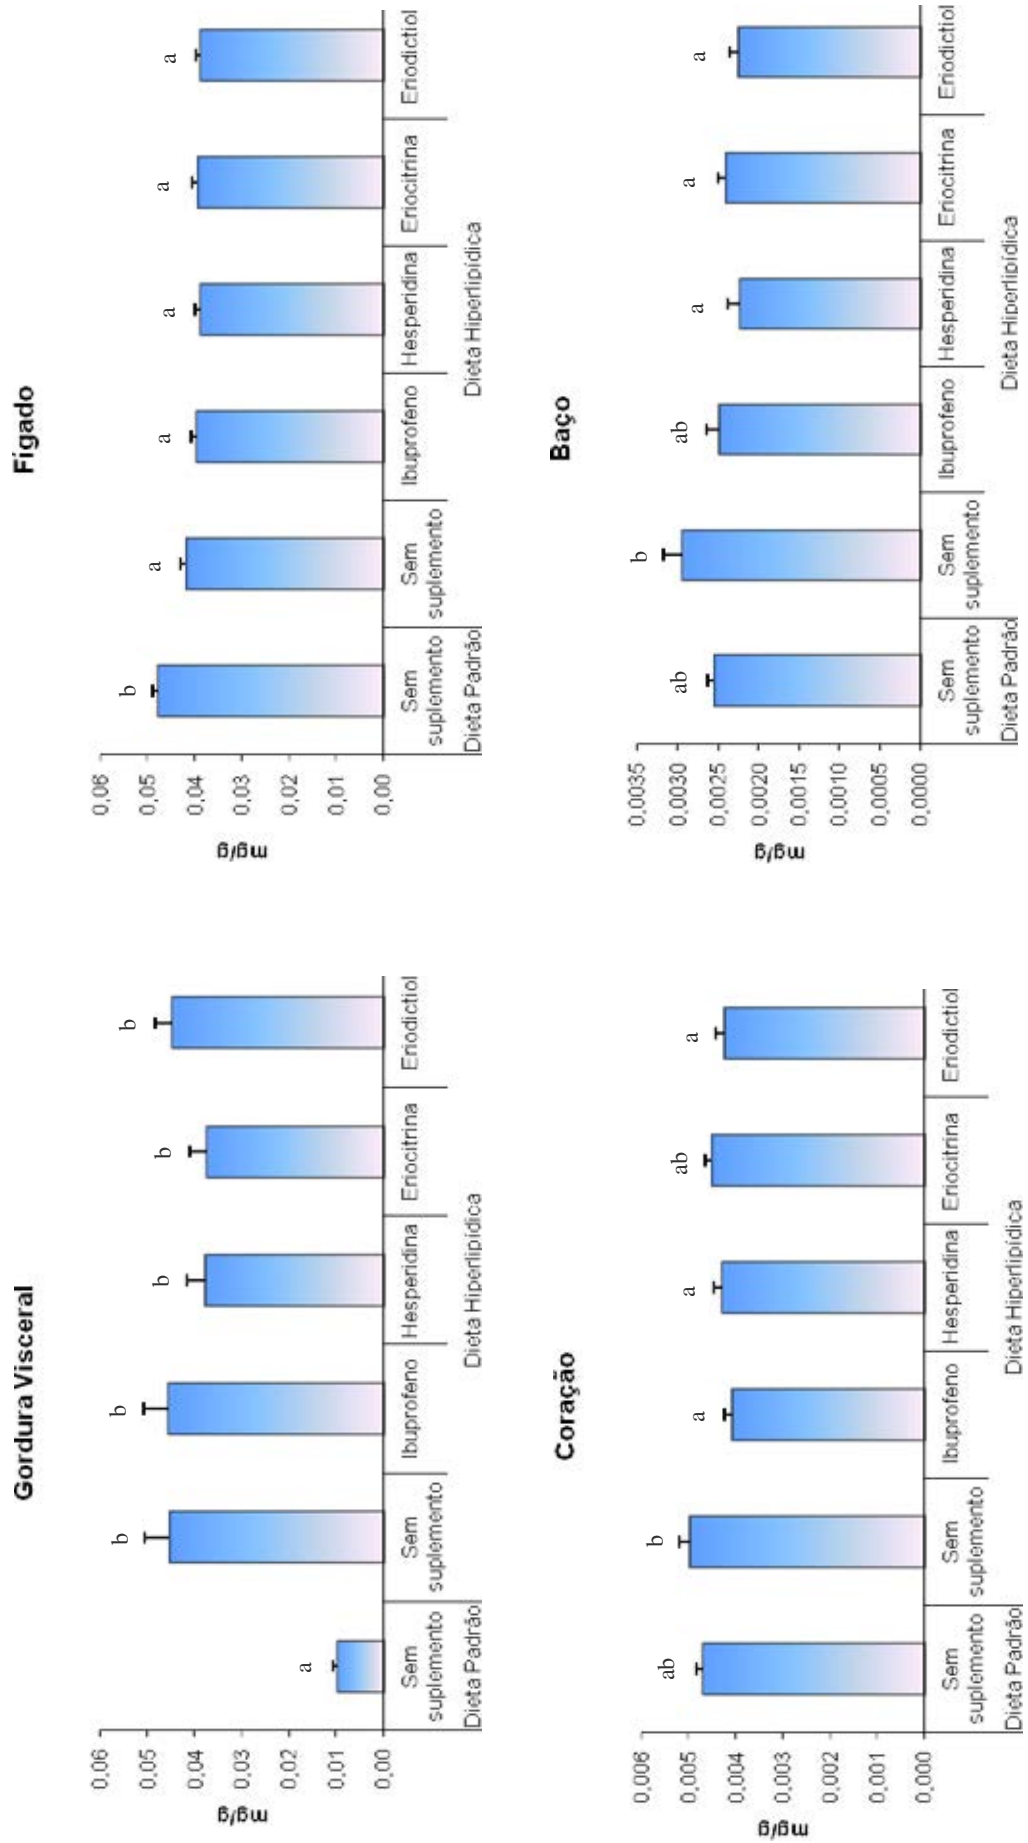 Gordura Visceral
mg/g
0,06
0,05
0,04
0,03
0,02
0,01
0,00
a
b
b
b
b
b
Sem
suplemento
Sem
suplemento
Ibuprofeno
Hesperidina
Eriocitrina
Eriodictiol
Dieta Padrão
Dieta Hiperlipídica
Fígado
mg/g
0,06
0,05
0,04
0,03
0,02
0,01
0,00
b
a
a
a
a
a
Sem
suplemento
Sem
suplemento
Ibuprofeno
Hesperidina
Eriocitrina
Eriodictiol
Dieta Padrão
Dieta Hiperlipídica
Coração
mg/g
0,006
0,005
0,004
0,003
0,002
0,001
0,000
ab
b
a
a
ab
a
Sem
suplemento
Sem
suplemento
Ibuprofeno
Hesperidina
Eriocitrina
Eriodictiol
Dieta Padrão
Dieta Hiperlipídica
Baço
mg/g
0,0035
0,0030
0,0025
0,0020
0,0015
0,0010
0,0005
0,0000
ab
b
ab
a
a
a
Sem
suplemento
Sem
suplemento
Ibuprofeno
Hesperidina
Eriocitrina
Eriodictiol
Dieta Padrão
Dieta Hiperlipídica